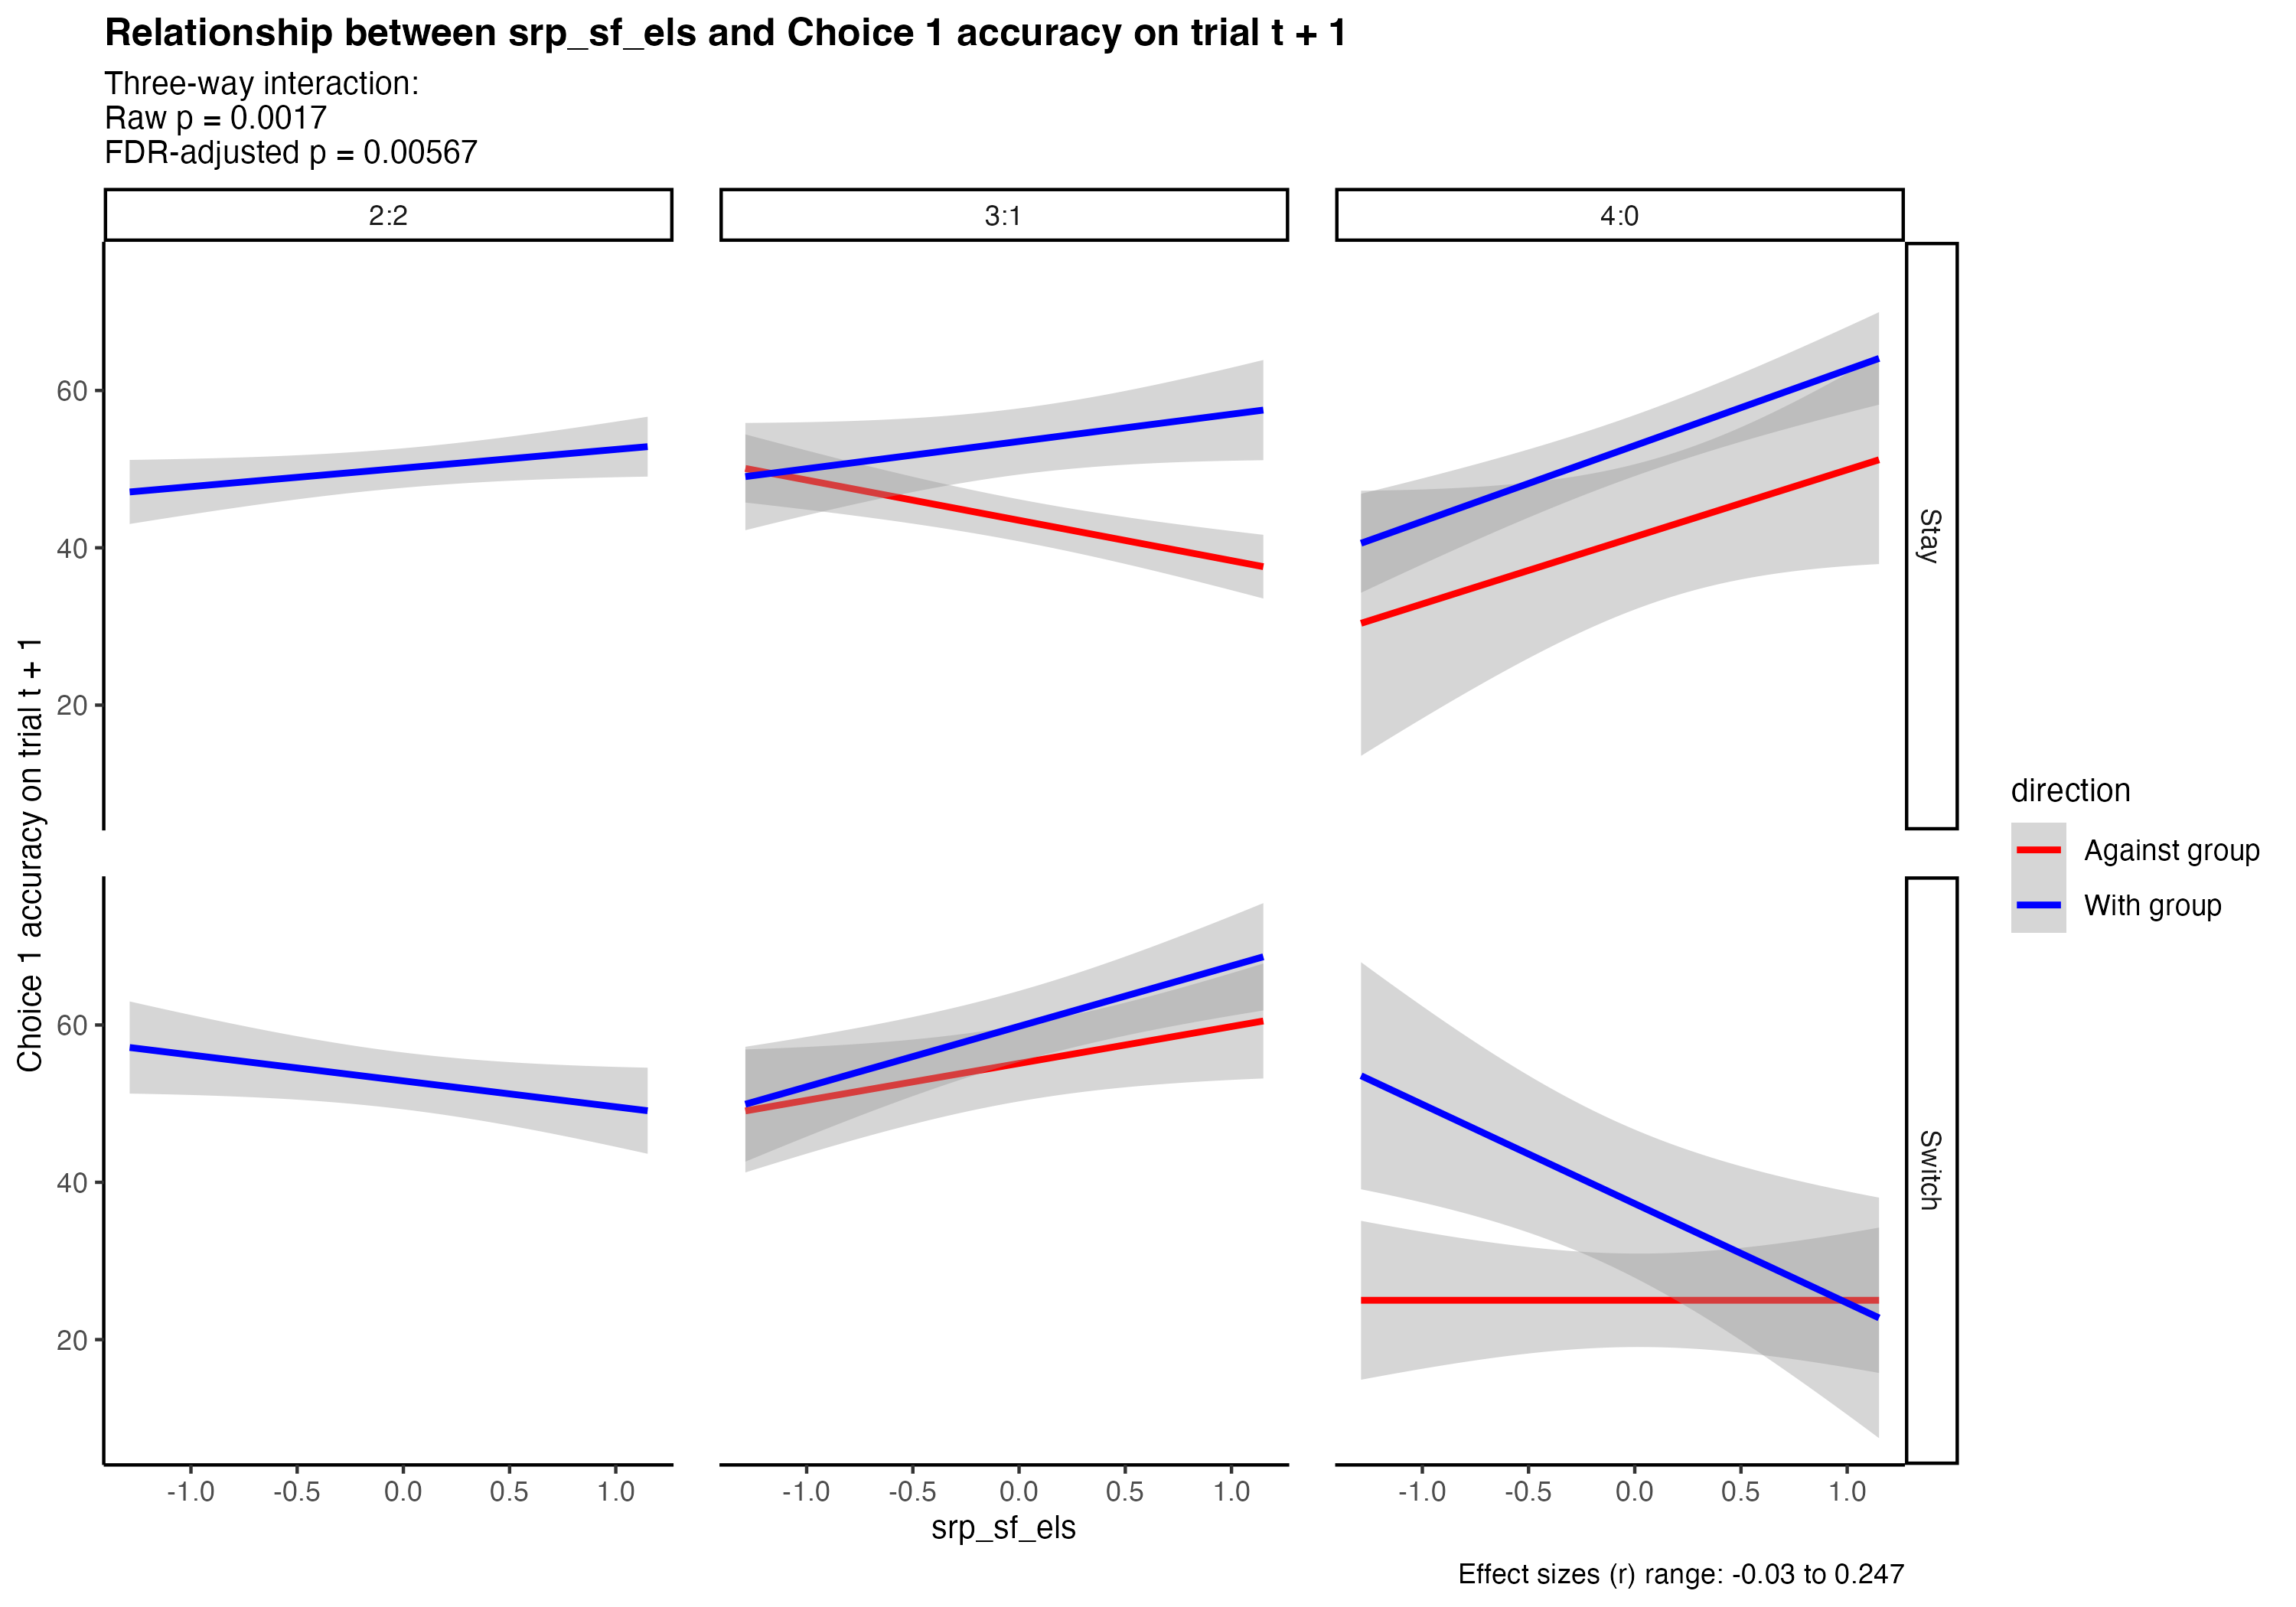 Relationship between srp_sf_els and Choice 1 accuracy on trial t + 1
Three-way interaction:
Raw p = 0.0017
FDR-adjusted p = 0.00567
2:2
3:1
4:0
Choice 1 accuracy on trial t + 1
60
40
20
Stay
60
40
20
Switch
direction
Against group
With group
-1.0 -0.5 0.0 0.5 1.0
-1.0 -0.5 0.0 0.5 1.0
-1.0 -0.5 0.0 0.5 1.0
srp_sf_els
Effect sizes (r) range: -0.03 to 0.247